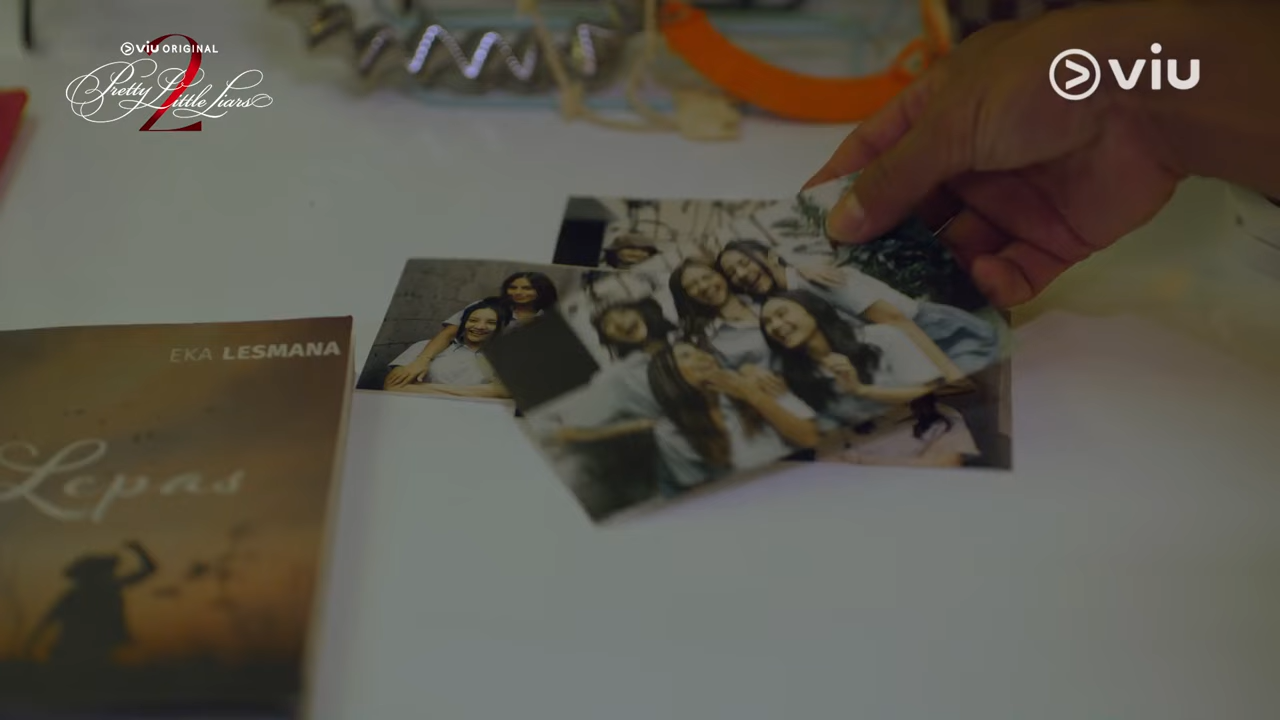 viu ORIGINAL
Pretty Little Liars
2
viu
EKA LESMANA
Lepas